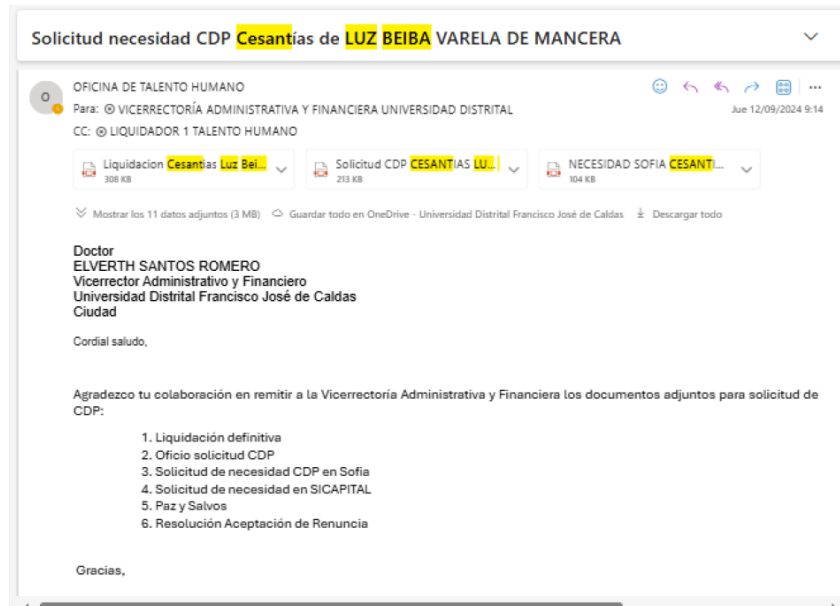 Solicitud necesidad CDP Cesantías de LUZ BEIBA VARELA DE MANCERA
O
OFICINA DE TALENTO HUMANO
Para: VICERRECTORÍA ADMINISTRATIVA Y FINANCIERA UNIVERSIDAD DISTRITAL
Jue 12/09/2024 9:14
CC: LIQUIDADOR 1 TALENTO HUMANO
Liquidacion Cesantias Luz Bei...
308 KB
Solicitud CDP CESANTIAS LU...
213 KB
NECESIDAD SOFIA CESANTI...
104 KB
Mostrar los 11 datos adjuntos (3 MB) Guardar todo en OneDrive - Universidad Distrital Francisco José de Caldas Descargar todo
Doctor
ELVERTH SANTOS ROMERO
Vicerrector Administrativo y Financiero
Universidad Distrital Francisco José de Caldas
Ciudad
Cordial saludo,
Agradezco tu colaboración en remitir a la Vicerrectoría Administrativa y Financiera los documentos adjuntos para solicitud de
CDP:
1. Liquidación definitiva
2. Oficio solicitud CDP
3. Solicitud de necesidad CDP en Sofia
4. Solicitud de necesidad en SICAPITAL
5. Paz y Salvos
6. Resolución Aceptación de Renuncia
Gracias,